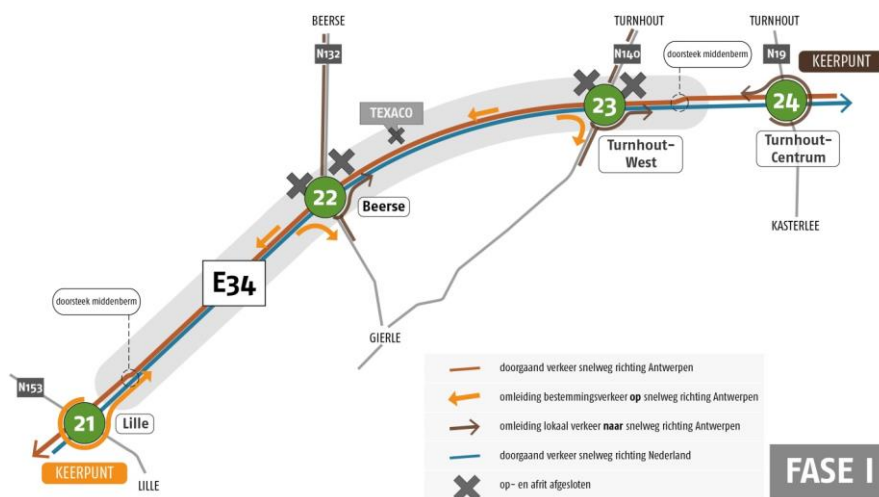 BEERSE
N132
TURNHOUT
N140
doorsteek middenberm
TURNHOUT
N19
KEERPUNT
TEXACO
23
24
Turnhout-
West
Turnhout-
Centrum
22
Beerse
KASTERLEE
E34
doorsteek middenberm
GIERLE
N153
21
Lille
KEERPUNT
LILLE
doorgaand verkeer snelweg richting Antwerpen
omleiding bestemmingsverkeer op snelweg richting Antwerpen
omleiding lokaal verkeer naar snelweg richting Antwerpen
doorgaand verkeer snelweg richting Nederland
op- en afrit afgesloten
FASE I